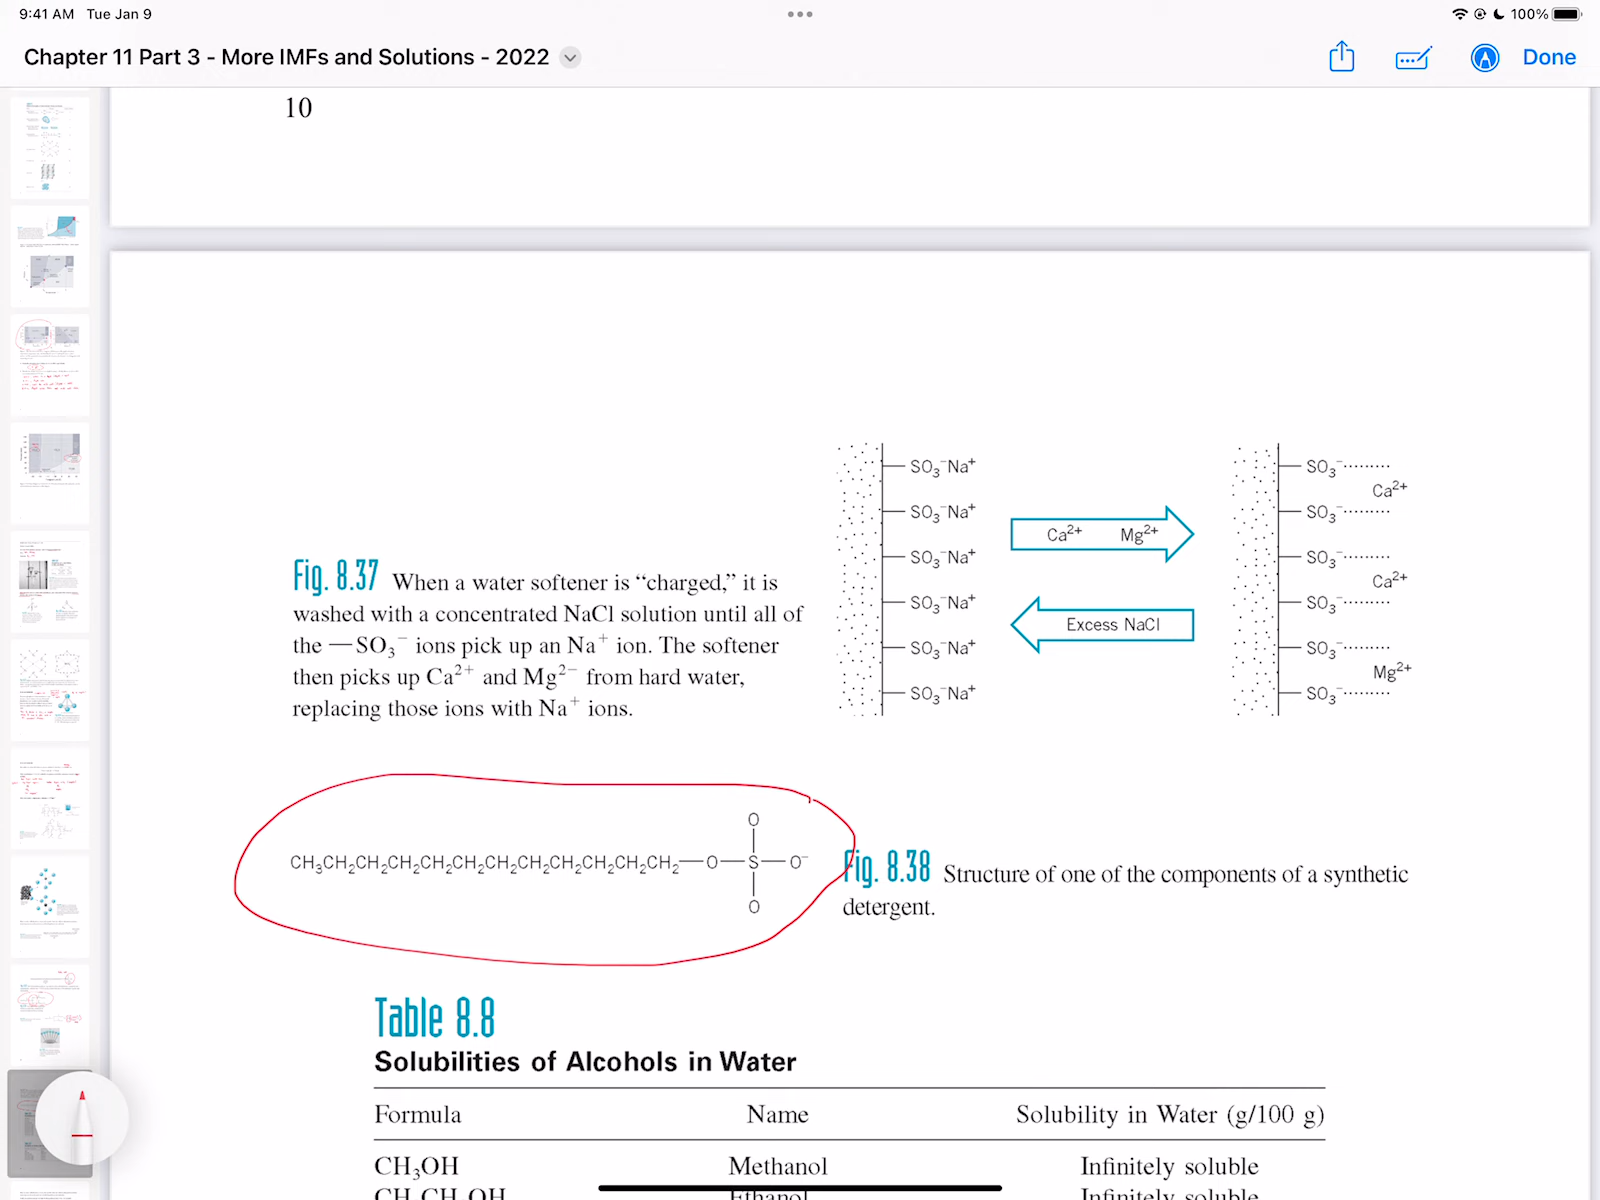 9:41 AM Tue Jan 9
100%
Chapter 11 Part 3 - More IMFs and Solutions - 2022
Done
10
SO₃⁻Na⁺
SO₃⁻Na⁺
SO₃⁻Na⁺
SO₃⁻Na⁺
SO₃⁻Na⁺
SO₃⁻Na⁺
Ca²⁺ Mg²⁺
Excess NaCl
SO₃⁻
Ca²⁺
SO₃⁻
SO₃⁻
Ca²⁺
SO₃⁻
SO₃⁻
Mg²⁺
SO₃⁻
Fig. 8.37 When a water softener is “charged,” it is
washed with a concentrated NaCl solution until all of
the —SO₃⁻ ions pick up an Na⁺ ion. The softener
then picks up Ca²⁺ and Mg²⁻ from hard water,
replacing those ions with Na⁺ ions.
O
CH₃CH₂CH₂CH₂CH₂CH₂CH₂CH₂CH₂CH₂CH₂CH₂—O—S—O⁻
O
Fig. 8.38 Structure of one of the components of a synthetic
detergent.
Table 8.8
Solubilities of Alcohols in Water
Formula Name Solubility in Water (g/100 g)
CH₃OH Methanol Infinitely soluble
CH₃CH₂OH Ethanol Infinitely soluble